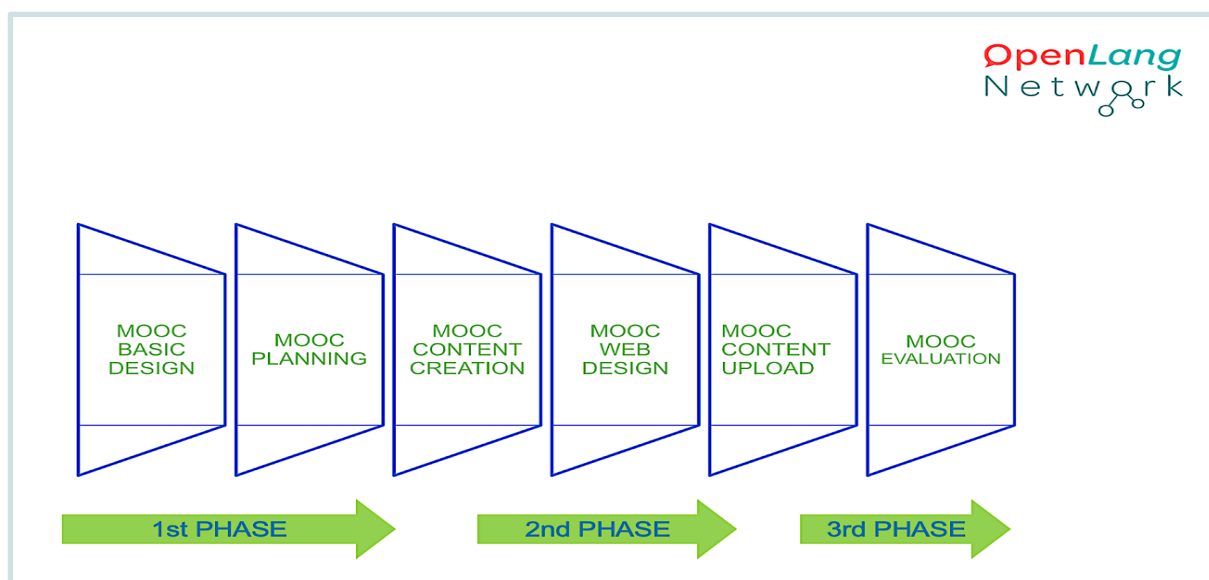 OpenLang
Network
MOOC
BASIC
DESIGN
MOOC
PLANNING
MOOC
CONTENT
CREATION
MOOC
WEB
DESIGN
MOOC
CONTENT
UPLOAD
MOOC
EVALUATION
1st PHASE
2nd PHASE
3rd PHASE